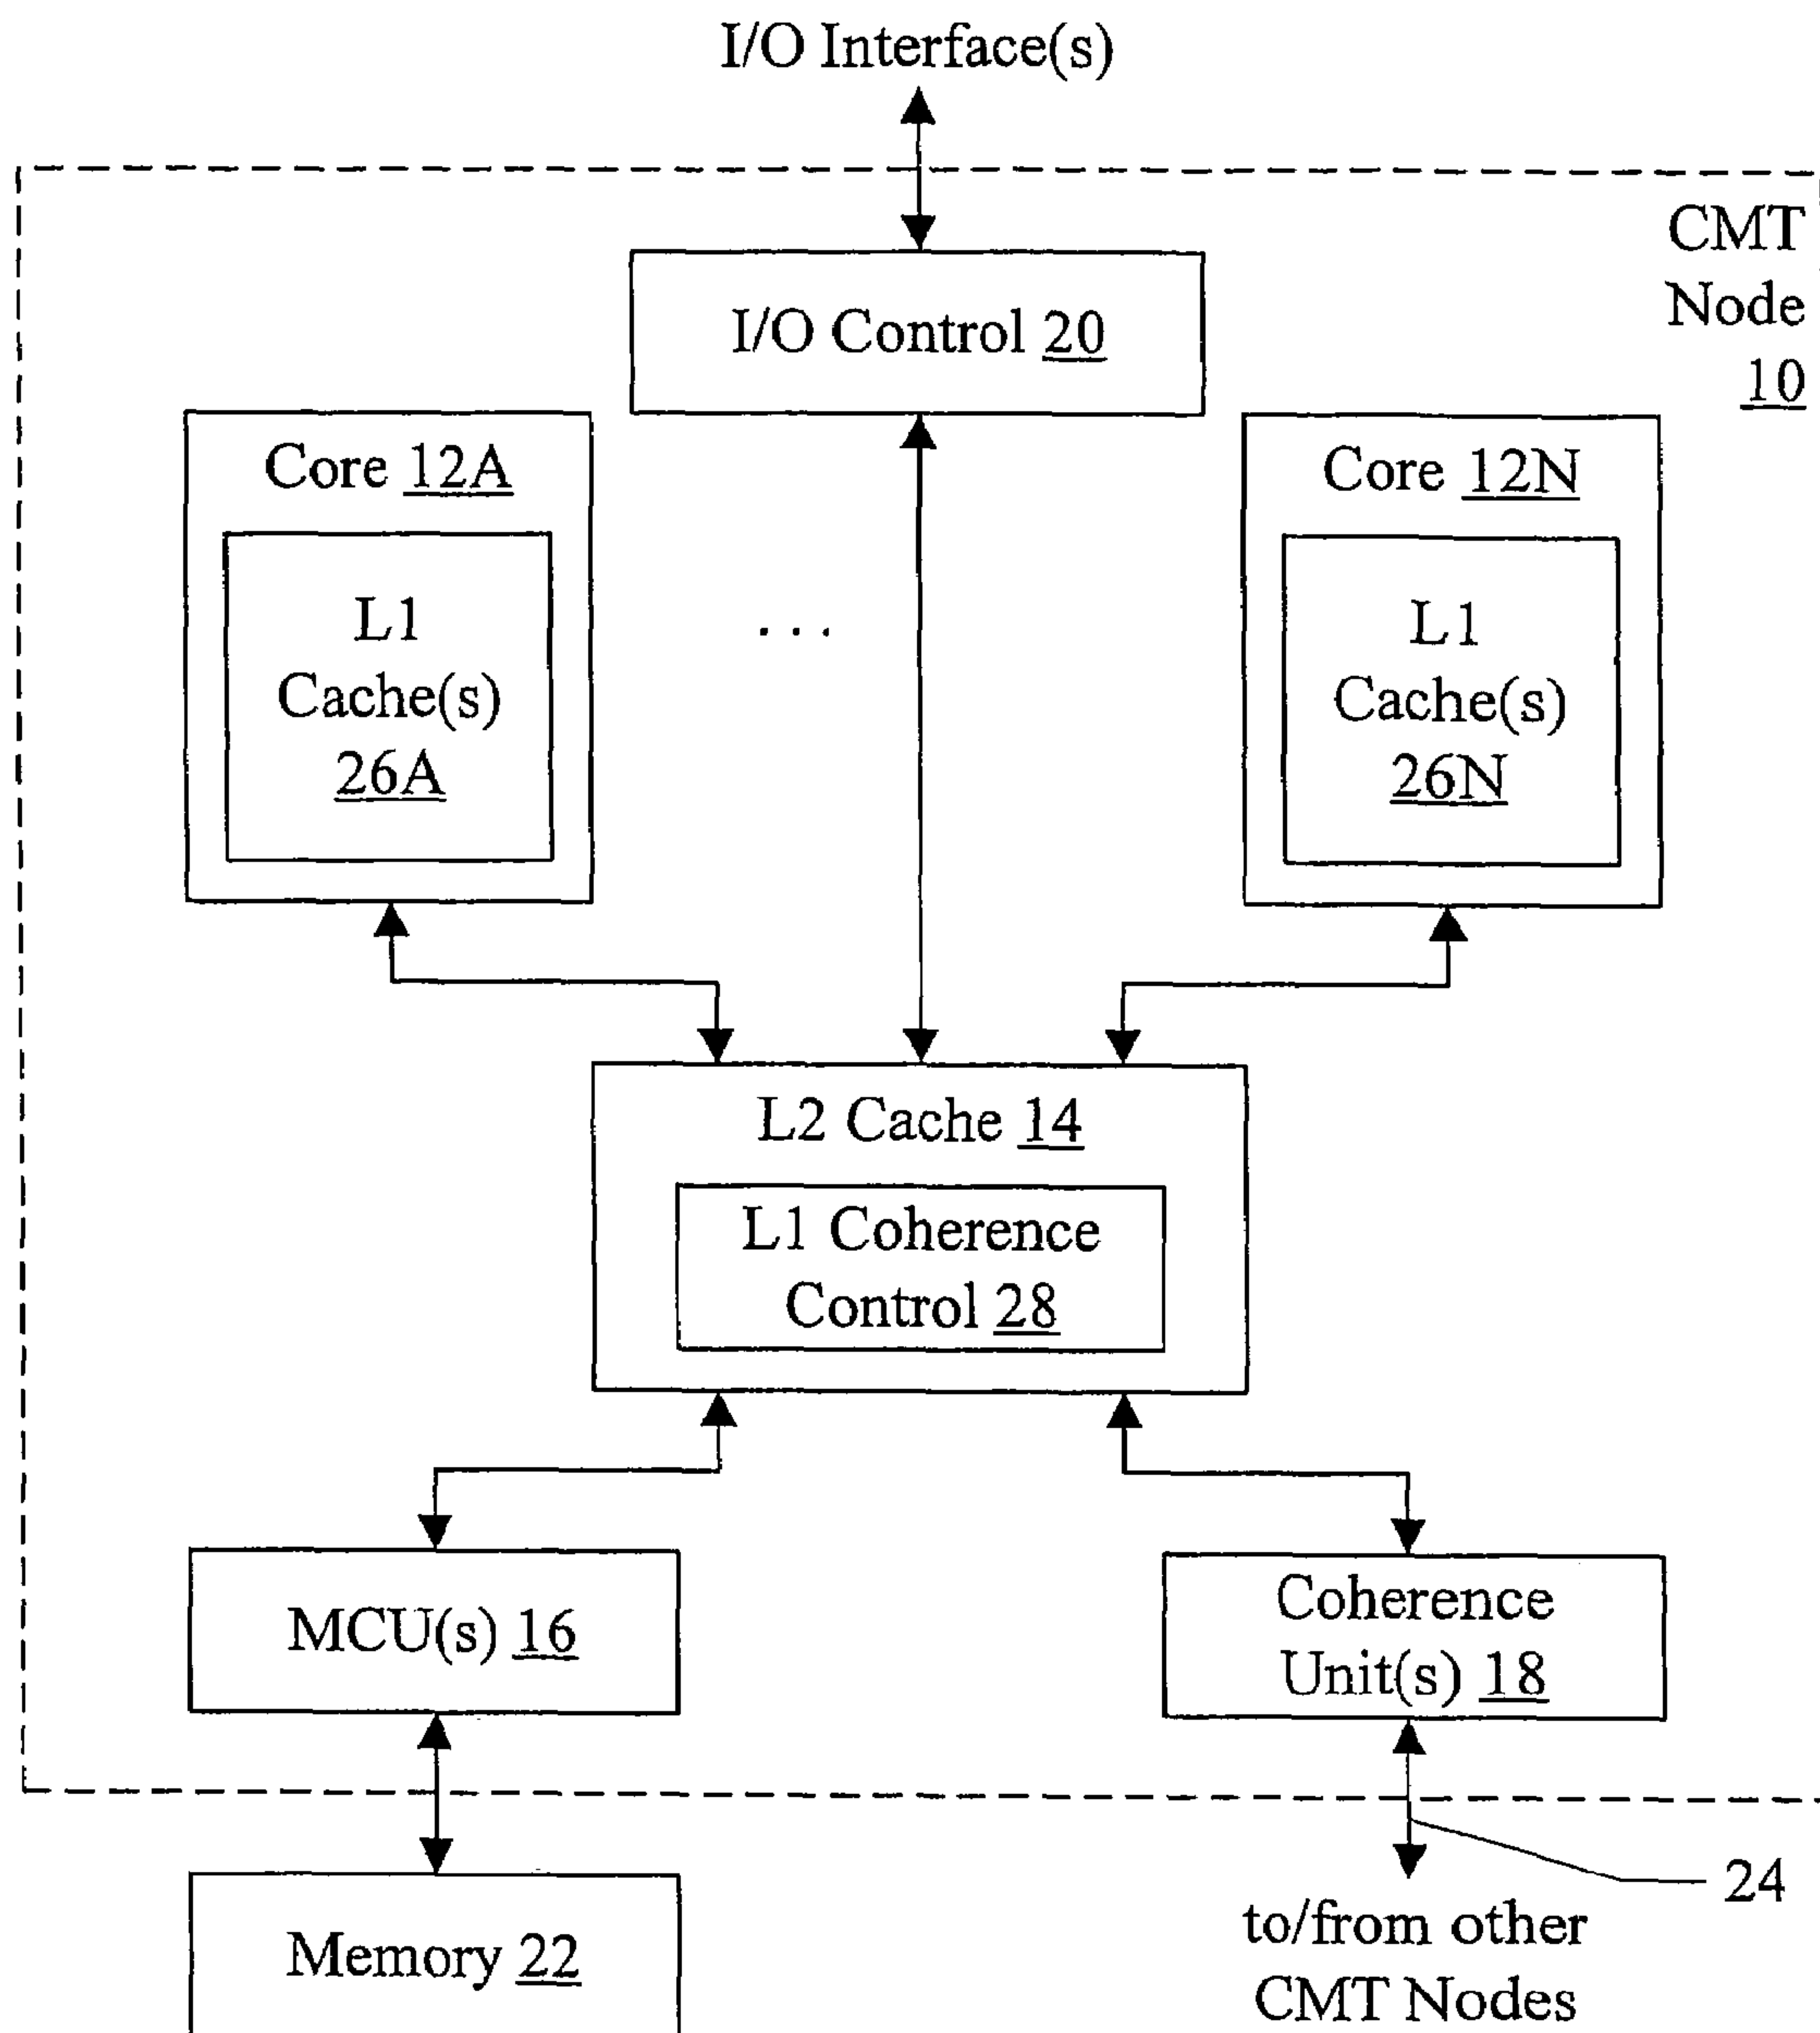 I/O Interface(s)
CMT
Node
10
I/O Control 20
Core 12A
L1
Cache(s)
26A
. . .
Core 12N
L1
Cache(s)
26N
L2 Cache 14
L1 Coherence
Control 28
MCU(s) 16
Coherence
Unit(s) 18
24
Memory 22
to/from other
CMT Nodes